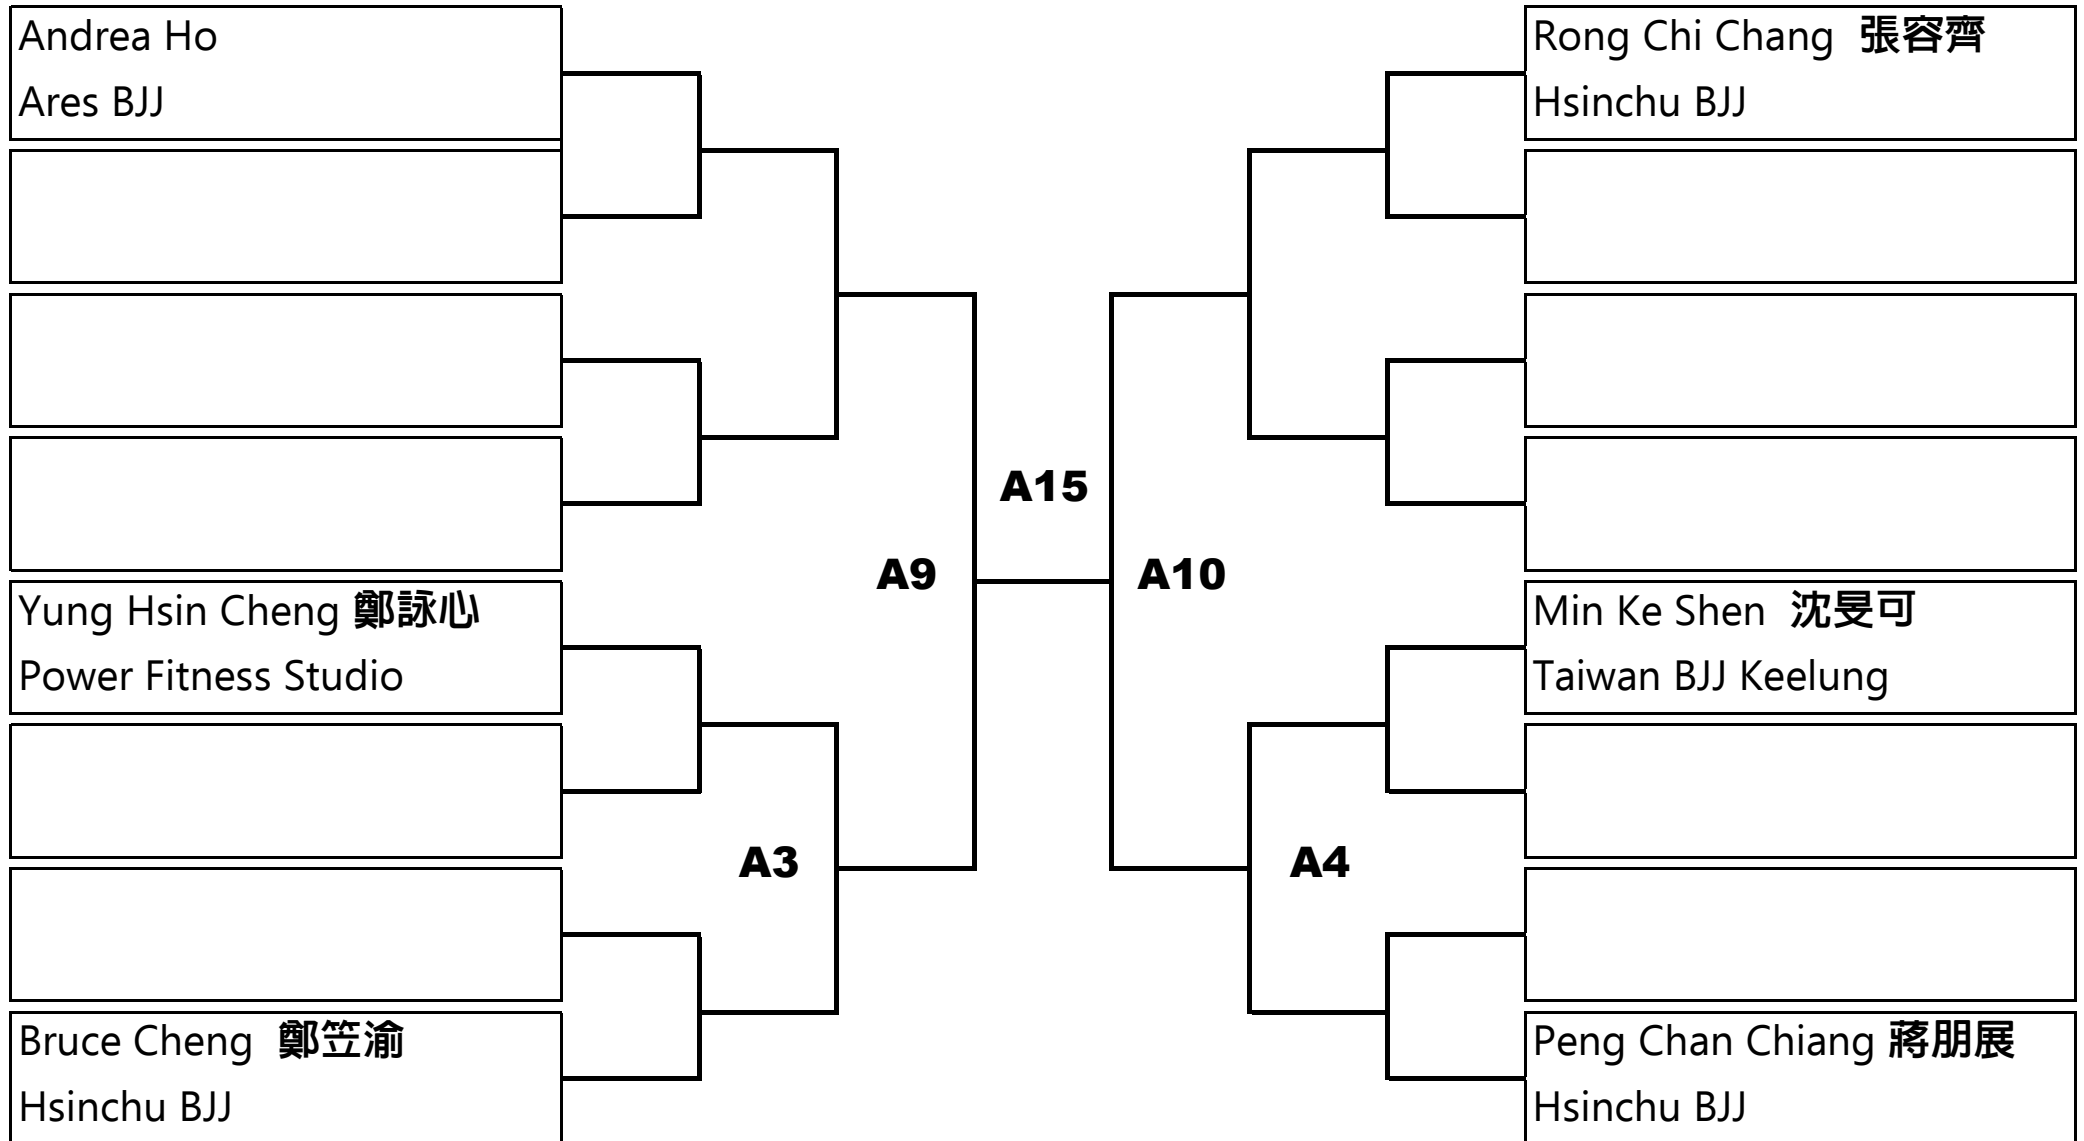 Andrea Ho
Ares BJJ
Yung Hsin Cheng 鄭詠心
Power Fitness Studio
Bruce Cheng 鄭笠渝
Hsinchu BJJ
A3
A9
A15
A10
A4
Rong Chi Chang 張容齊
Hsinchu BJJ
Min Ke Shen 沈旻可
Taiwan BJJ Keelung
Peng Chan Chiang 蔣朋展
Hsinchu BJJ